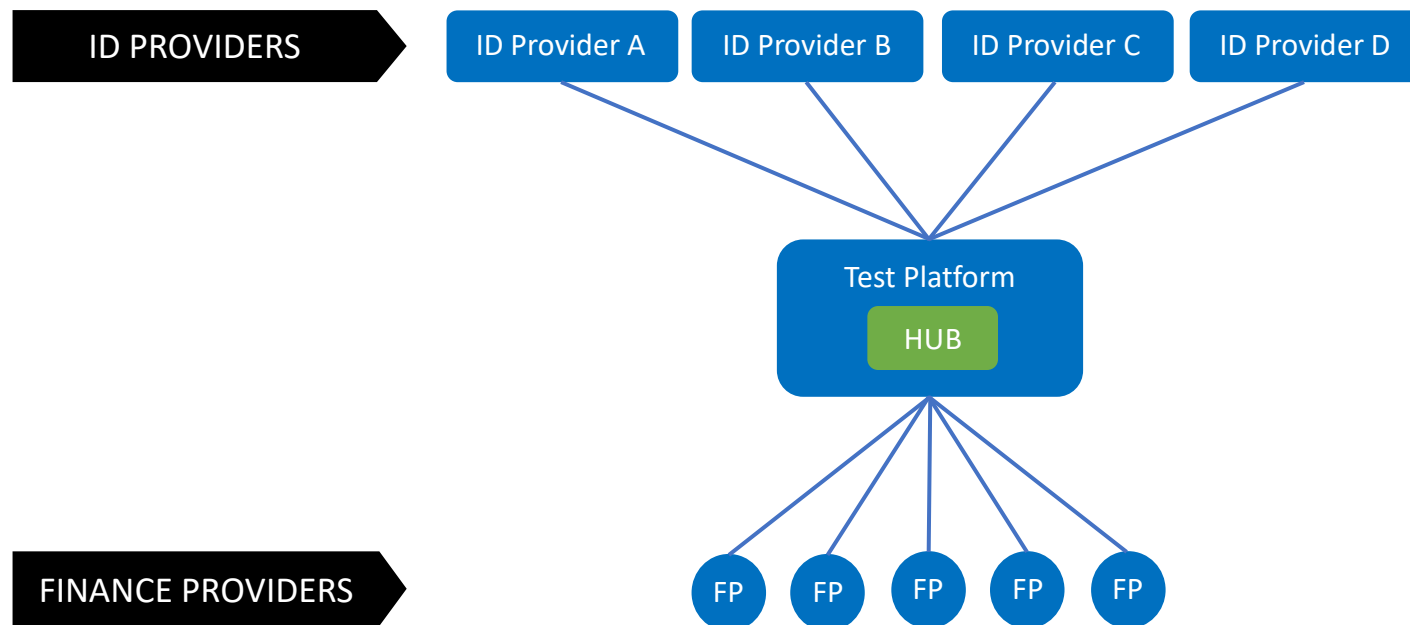 ID PROVIDERS
ID Provider A
ID Provider B
ID Provider C
ID Provider D
Test Platform
HUB
FINANCE PROVIDERS
FP
FP
FP
FP
FP